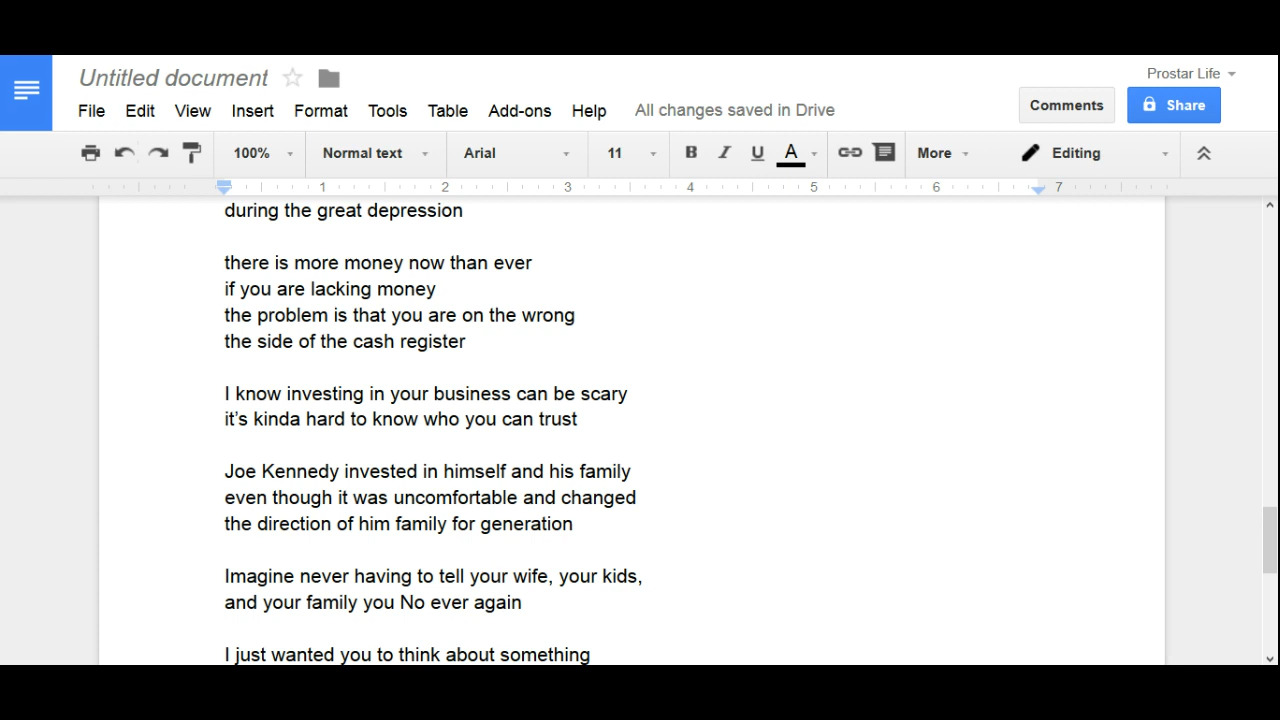 Untitled document
Prostar Life
File Edit View Insert Format Tools Table Add-ons Help All changes saved in Drive
Comments Share
100% Normal text Arial 11 B I U A More Editing
1 2 3 4 5 6 7
during the great depression
there is more money now than ever
if you are lacking money
the problem is that you are on the wrong
the side of the cash register
I know investing in your business can be scary
it's kinda hard to know who you can trust
Joe Kennedy invested in himself and his family
even though it was uncomfortable and changed
the direction of him family for generation
Imagine never having to tell your wife, your kids,
and your family you No ever again
I just wanted you to think about something